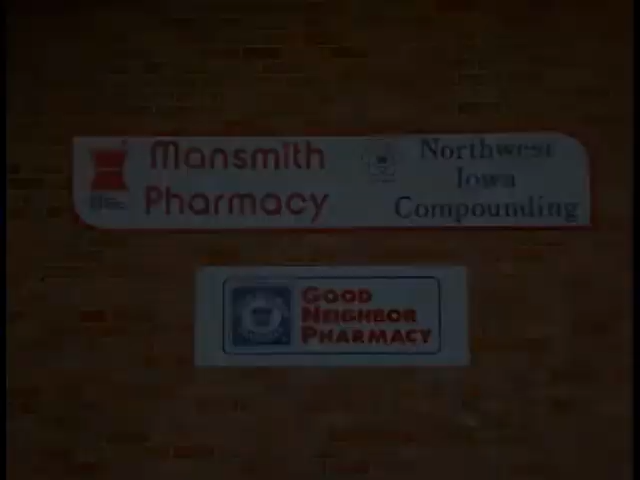 Mansmith
Pharmacy
Northwest
Iowa
Compounding
Good
Neighbor
Pharmacy